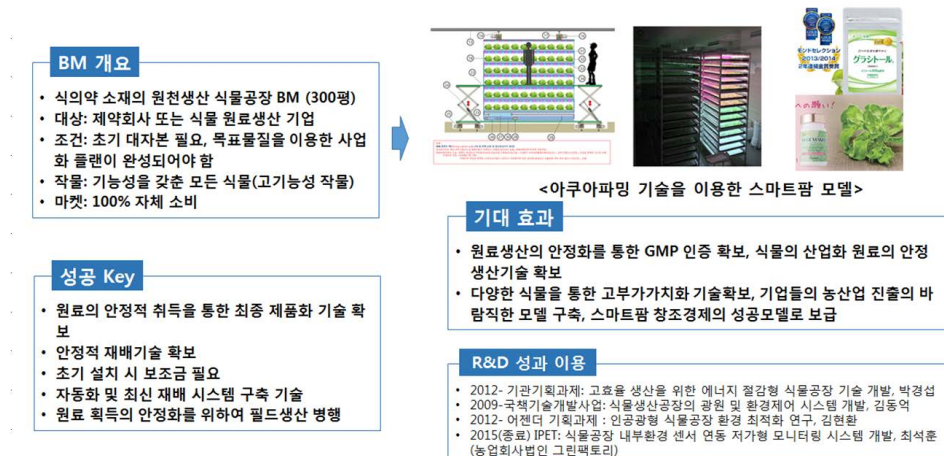 BM 개요
• 식의약 소재의 원천생산 식물공장 BM (300평)
• 대상: 제약회사 또는 식물 원료생산 기업
• 조건: 초기 대자본 필요, 목표물질을 이용한 사업
화 플랜이 완성되어야 함
• 작물: 기능성을 갖춘 모든 식물(고기능성 작물)
• 마켓: 100% 자체 소비
성공 Key
• 원료의 안정적 취득을 통한 최종 제품화 기술 확
보
• 안정적 재배기술 확보
• 초기 설치 시 보조금 필요
• 자동화 및 최신 재배 시스템 구축 기술
• 원료 획득의 안정화를 위하여 필드생산 병행
モンドセレクション
2013/2014
グラシトール
<아쿠아파밍 기술을 이용한 스마트팜 모델>
기대 효과
• 원료생산의 안정화를 통한 GMP 인증 확보, 식물의 산업화 원료의 안정
생산기술 확보
• 다양한 식물을 통한 고부가가치화 기술확보, 기업들의 농산업 진출의 바
람직한 모델 구축, 스마트팜 창조경제의 성공모델로 보급
R&D 성과 이용
• 2012- 기관기획과제: 고효율 생산을 위한 에너지 절감형 식물공장 기술 개발, 박경섭
• 2009-국책기술개발사업: 식물생산공장의 광원 및 환경제어 시스템 개발, 김동억
• 2012- 어젠더 기획과제 : 인공광형 식물공장 환경 최적화 연구, 김현환
• 2015(종료) IPET: 식물공장 내부환경 센서 연동 저가형 모니터링 시스템 개발, 최석훈
(농업회사법인 그린팩토리)